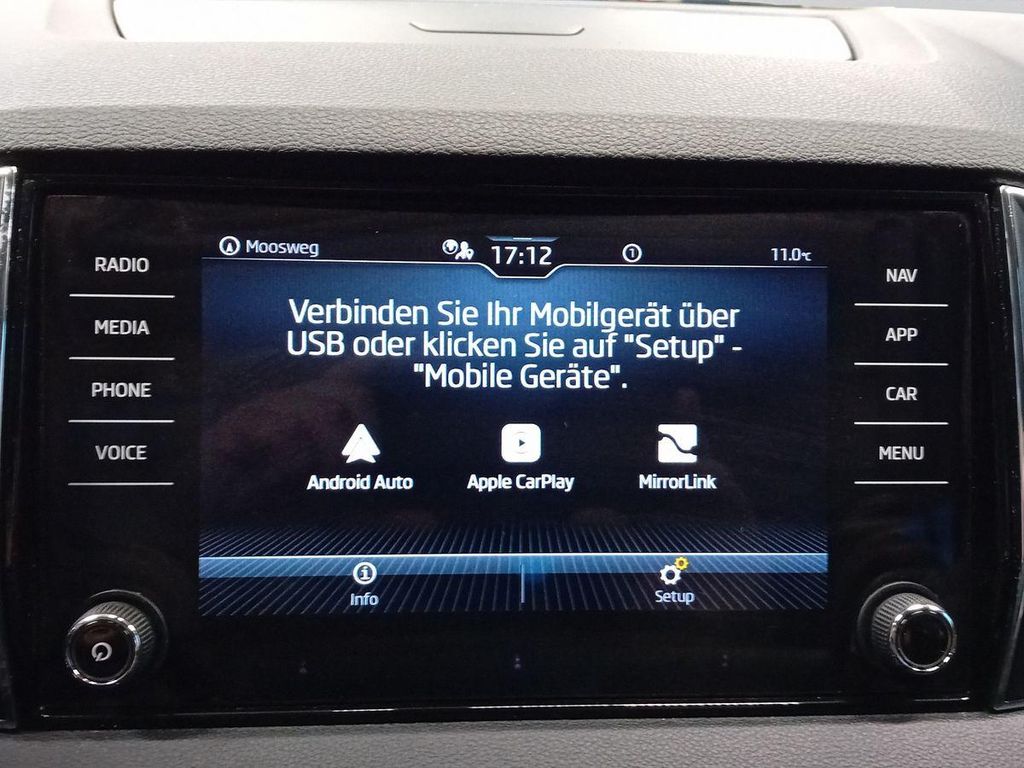 Moosweg
17:12
1
11.0°C
RADIO
MEDIA
PHONE
VOICE
Verbinden Sie Ihr Mobilgerät über
USB oder klicken Sie auf "Setup" -
"Mobile Geräte".
Android Auto
Apple CarPlay
MirrorLink
Info
Setup
NAV
APP
CAR
MENU